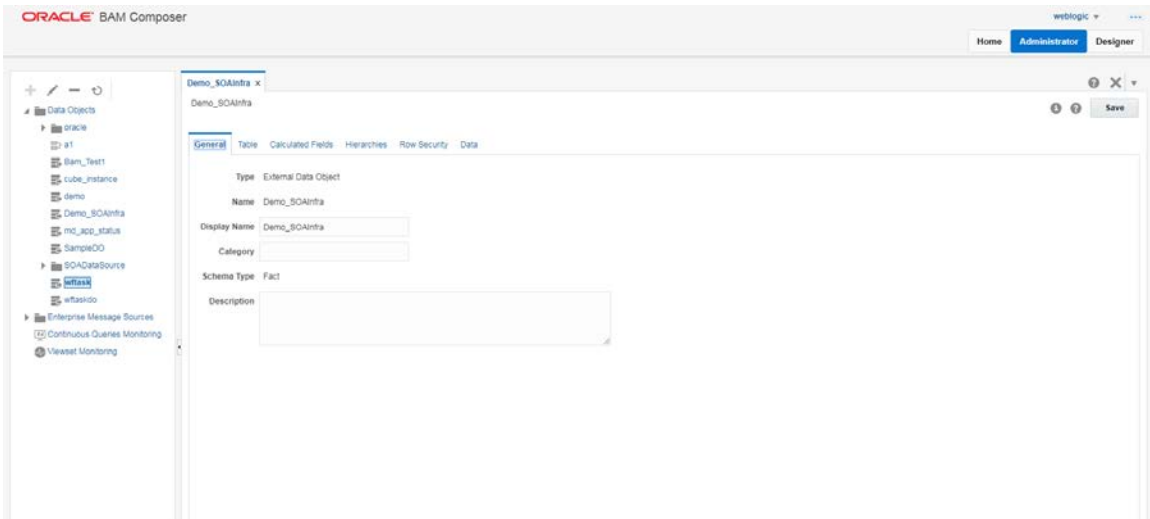 ORACLE BAM Composer
weblogic
Home Administrator Designer
Demo_SOAInfra ×
Demo_SOAInfra
Save
Data Objects
oracle
a1
Bam_Test1
cube_instance
demo
Demo_SOAInfra
md_app_status
SampleDO
SOADataSource
wftask
wftaskdo
Enterprise Message Sources
Continuous Queries Monitoring
Viewset Monitoring
General Table Calculated Fields Hierarchies Row Security Data
Type External Data Object
Name Demo_SOAInfra
Display Name Demo_SOAInfra
Category
Schema Type Fact
Description